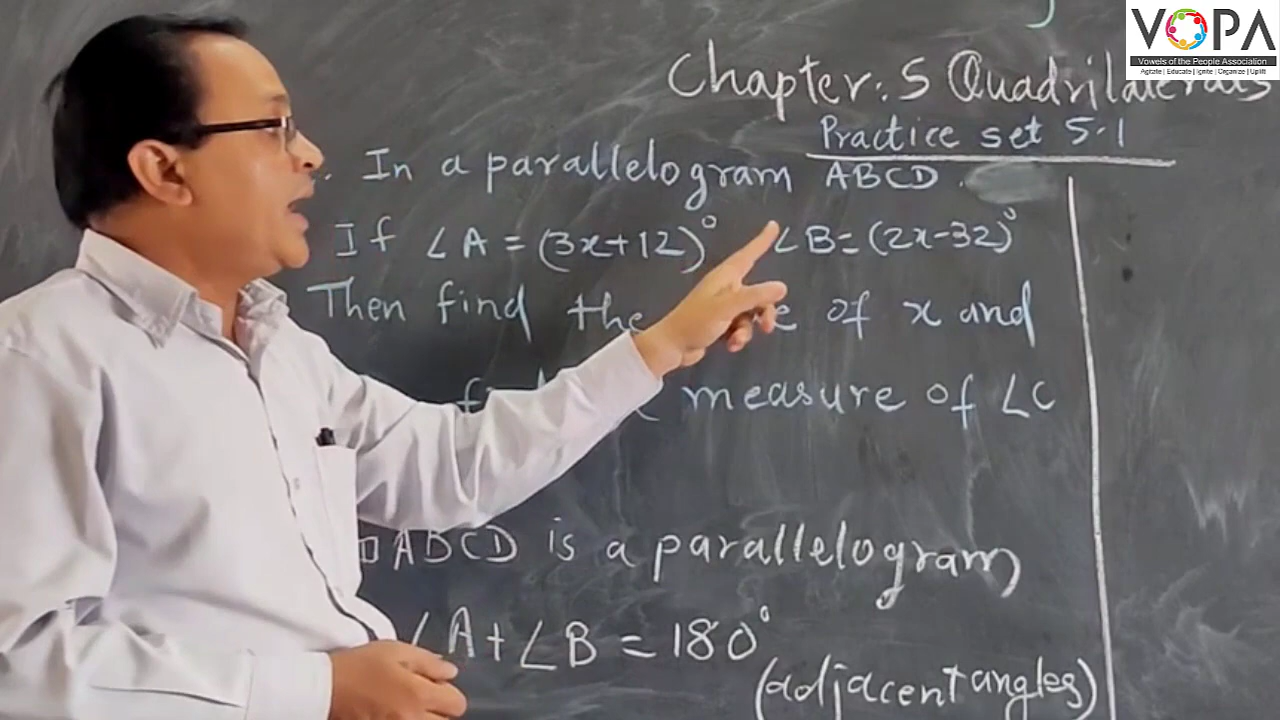 VOPA
Vowels of the People Association
Agitate | Educate | Ignite | Organize | Uplift
Chapter: 5 Quadrilaterals
Practice set 5.1
. In a parallelogram ABCD.
If ∠A = (3x+12)° ∠B = (2x-32)°
Then find the of x and
measure of ∠C
□ABCD is a parallelogram
∠A+∠B = 180°
(adjacent angles)